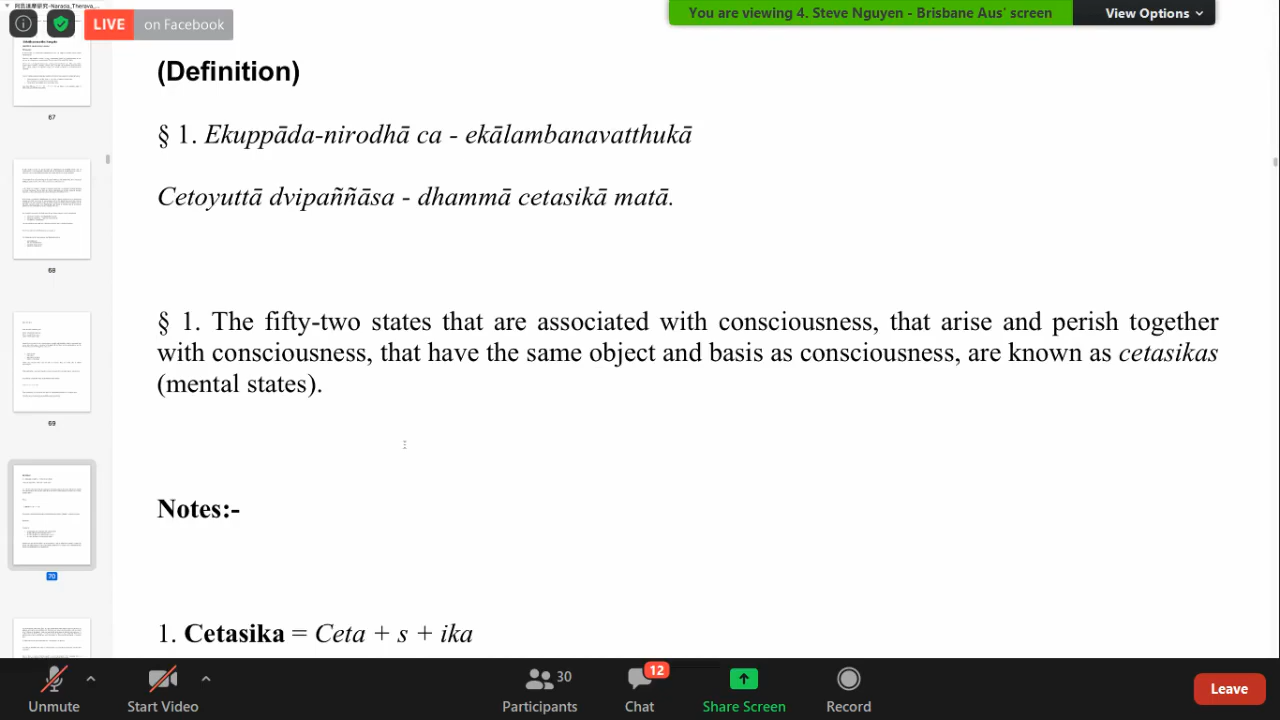 LIVE on Facebook
You are viewing 4. Steve Nguyen - Brisbane Aus' screen
View Options
67
68
69
70
(Definition)
§ 1. Ekuppāda-nirodhā ca - ekālambanavatthukā
Cetoyuttā dvipaññāsa - dhammā cetasikā matā.
§ 1. The fifty-two states that are associated with consciousness, that arise and perish together
with consciousness, that have the same object and basis as consciousness, are known as cetasikas
(mental states).
Notes:-
1. Cetasika = Ceta + s + ika
Unmute
Start Video
30
Participants
12
Chat
Share Screen
Record
Leave